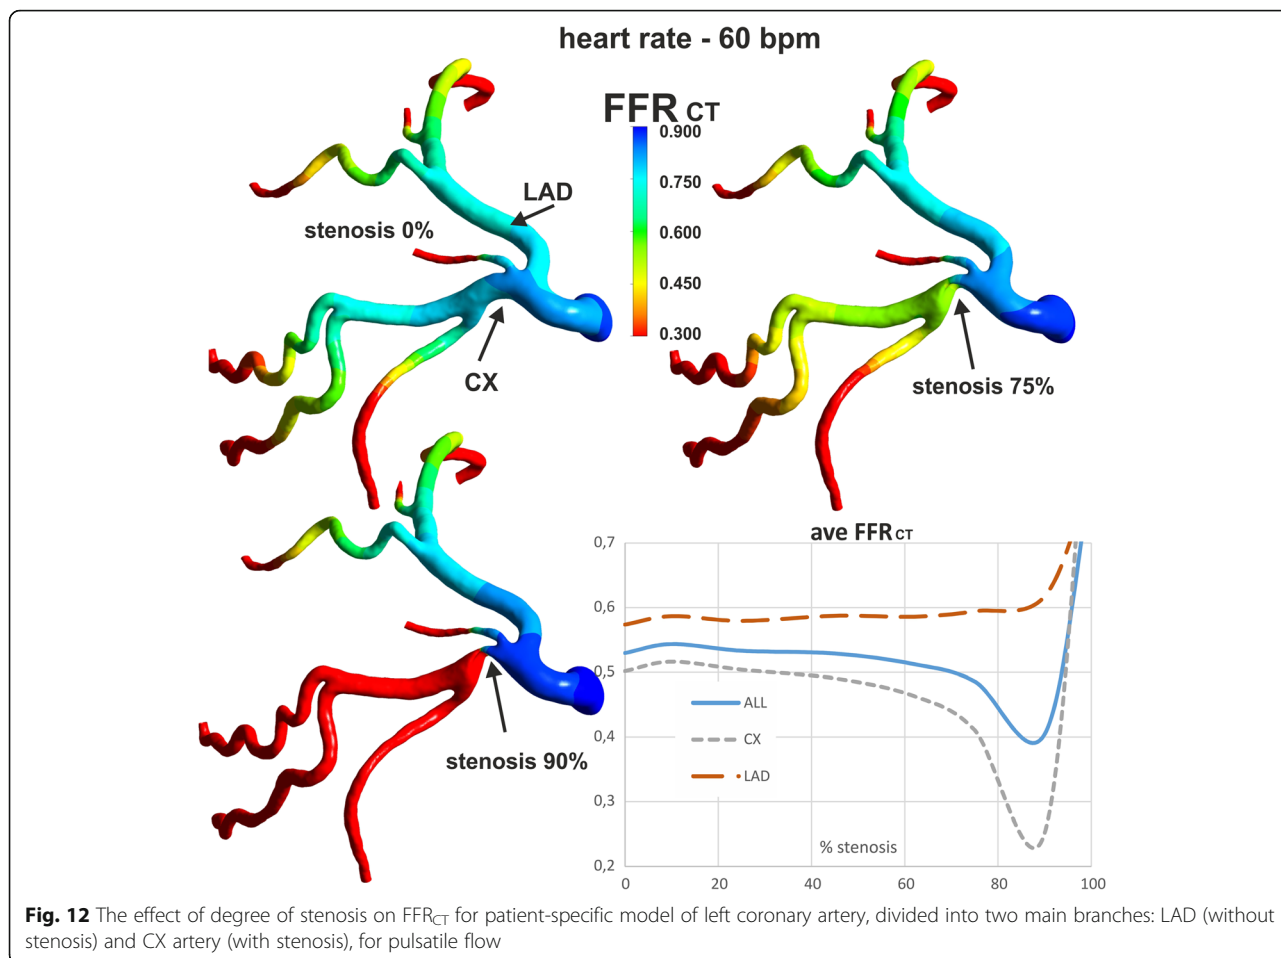 heart rate - 60 bpm
FFR CT
0.900
0.750
0.600
0.450
0.300
LAD
stenosis 0%
CX
stenosis 75%
stenosis 90%
ave FFR CT
0,7
0,6
0,5
0,4
0,3
0,2
ALL
CX
LAD
% stenosis
0 20 40 60 80 100
Fig. 12 The effect of degree of stenosis on FFRCT for patient-specific model of left coronary artery, divided into two main branches: LAD (without
stenosis) and CX artery (with stenosis), for pulsatile flow